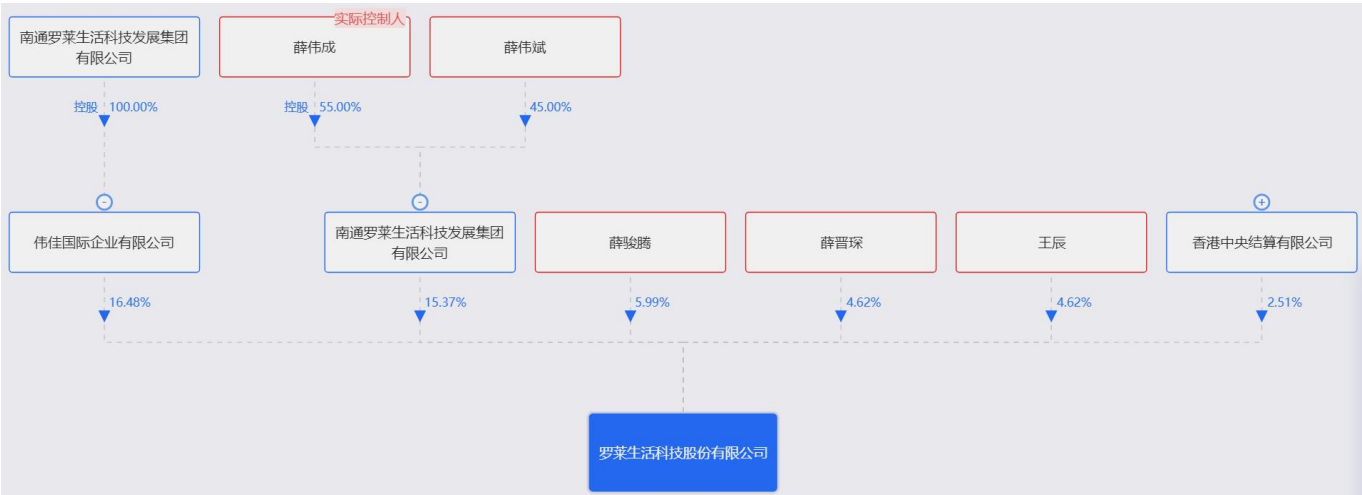 实际控制人
南通罗莱生活科技发展集团
有限公司
薛伟成
薛伟斌
控股 100.00%
控股 55.00%
45.00%
伟佳国际企业有限公司
南通罗莱生活科技发展集团
有限公司
薛骏腾
薛晋琛
王辰
香港中央结算有限公司
16.48%
15.37%
5.99%
4.62%
4.62%
2.51%
罗莱生活科技股份有限公司